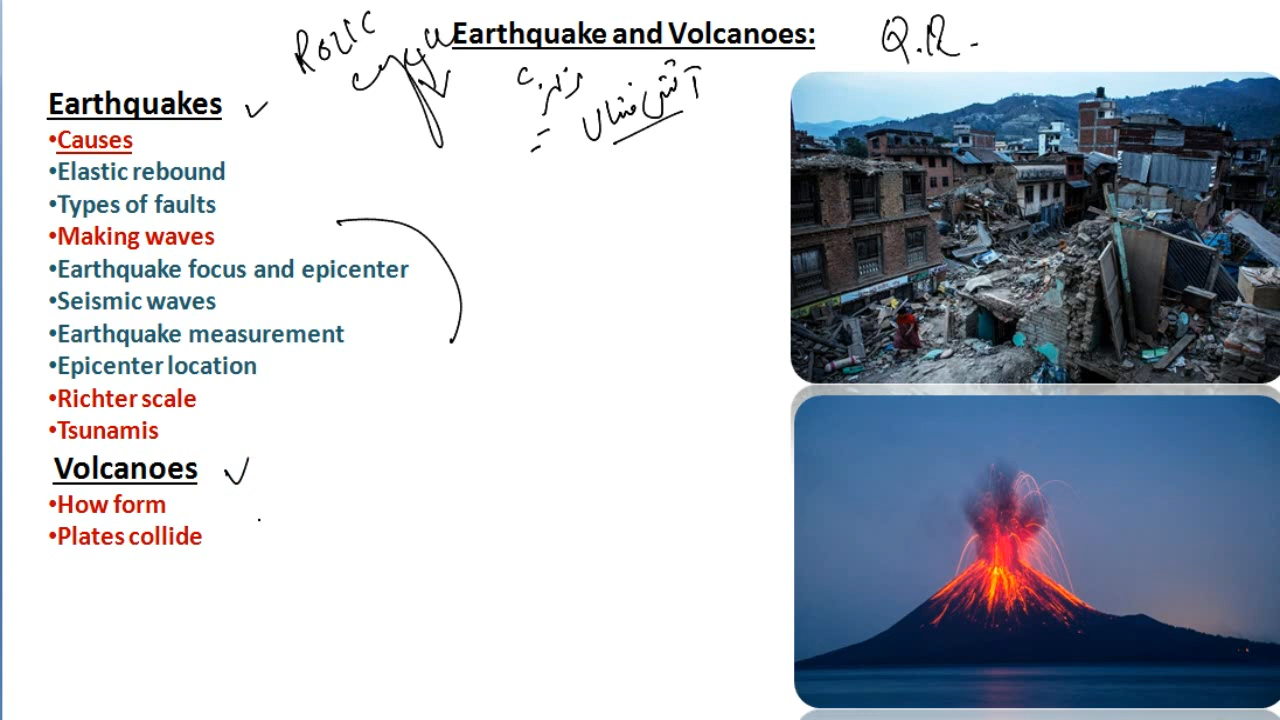 Earthquake and Volcanoes:
Q.R.
آتش فشاں
Earthquakes
•Causes
•Elastic rebound
•Types of faults
•Making waves
•Earthquake focus and epicenter
•Seismic waves
•Earthquake measurement
•Epicenter location
•Richter scale
•Tsunamis
Volcanoes
•How form
•Plates collide